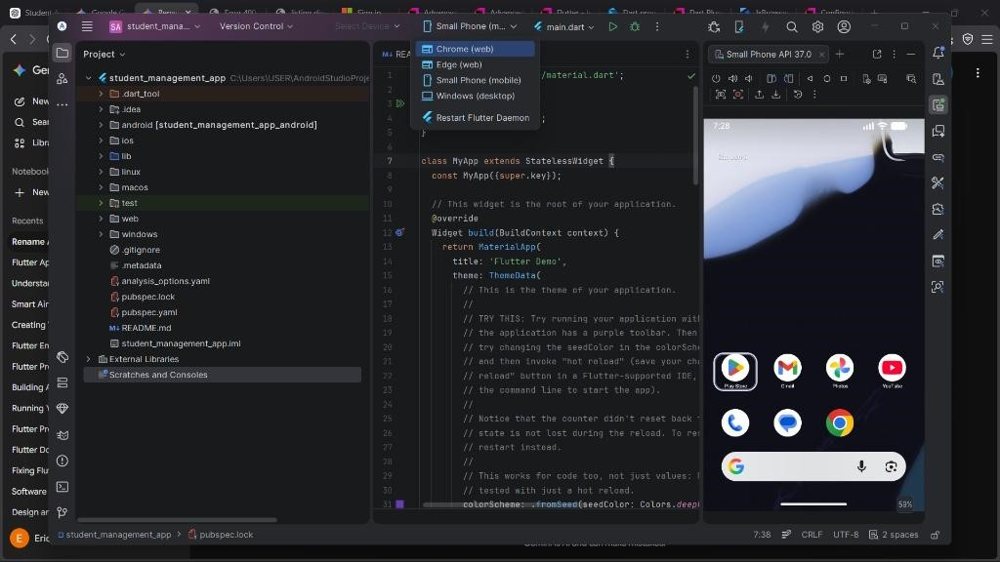 student_mana...
Version Control
Select Device
Small Phone (m...
main.dart
Chrome (web)
Edge (web)
Small Phone (mobile)
Windows (desktop)
Restart Flutter Daemon
Project
student_management_app C:\Users\USER\AndroidStudioProje
.dart_tool
.idea
android [student_management_app_android]
ios
lib
linux
macos
test
web
windows
.gitignore
.metadata
analysis_options.yaml
pubspec.lock
pubspec.yaml
README.md
student_management_app.iml
External Libraries
Scratches and Consoles
REA
1
2
3
4
5
7
8
9
10
11
12
13
14
15
16
17
18
19
20
21
22
23
24
25
26
27
28
29
30
31
/material.dart';
;
}
class MyApp extends StatelessWidget {
const MyApp({super.key});
// This widget is the root of your application.
@override
Widget build(BuildContext context) {
return MaterialApp(
title: 'Flutter Demo',
theme: ThemeData(
// This is the theme of your application.
//
// TRY THIS: Try running your application with
// the application has a purple toolbar. Then
// try changing the seedColor in the colorSche
// and then invoke "hot reload" (save your cha
// reload" button in a Flutter-supported IDE,
// the command line to start the app).
//
// Notice that the counter didn't reset back t
// state is not lost during the reload. To res
// restart instead.
//
// This works for code too, not just values:
// tested with just a hot reload.
colorScheme: .fromSeed(seedColor: Colors.deep
Small Phone API 37.0
7:28
Play Store
Gmail
Photos
YouTube
59%
student_management_app > pubspec.lock
7:38
CRLF
UTF-8
2 spaces
Student
Gem
New
Sear
Libra
Notebook
New
Recents
Rename A
Flutter Ap
Understa
Smart Air
Creating
Flutter En
Flutter Pr
Building A
Running
Flutter Pr
Flutter Do
Fixing Flu
Software
Design an
E
Eric